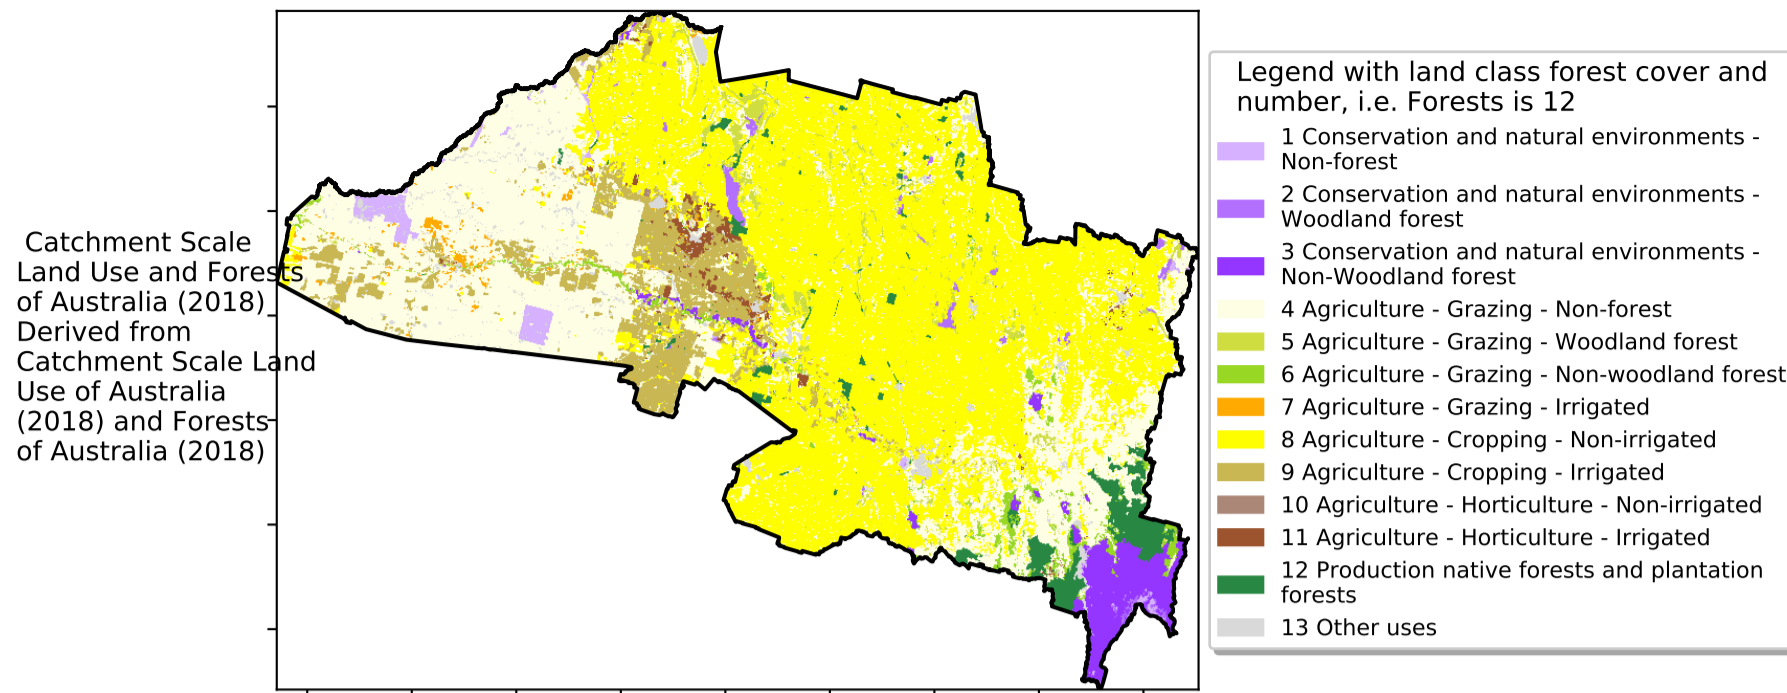 Catchment Scale
Land Use and Forests
of Australia (2018)
Derived from
Catchment Scale Land
Use of Australia
(2018) and Forests
of Australia (2018)
Legend with land class forest cover and
number, i.e. Forests is 12
1 Conservation and natural environments -
Non-forest
2 Conservation and natural environments -
Woodland forest
3 Conservation and natural environments -
Non-Woodland forest
4 Agriculture - Grazing - Non-forest
5 Agriculture - Grazing - Woodland forest
6 Agriculture - Grazing - Non-woodland forest
7 Agriculture - Grazing - Irrigated
8 Agriculture - Cropping - Non-irrigated
9 Agriculture - Cropping - Irrigated
10 Agriculture - Horticulture - Non-irrigated
11 Agriculture - Horticulture - Irrigated
12 Production native forests and plantation
forests
13 Other uses